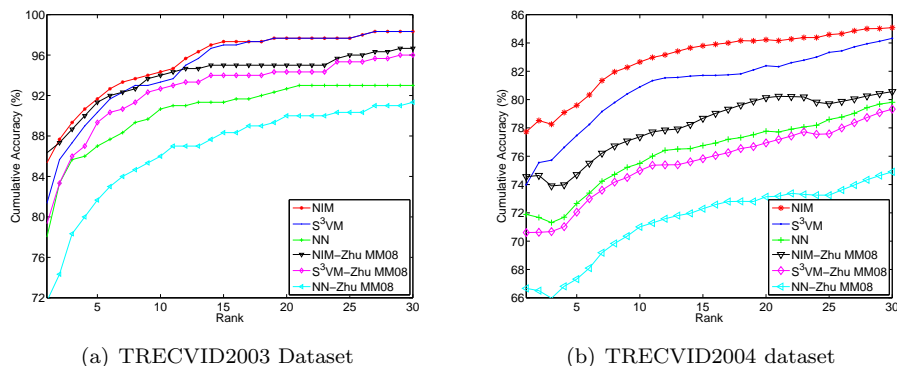 100
96
92
88
84
80
76
72
5
10
15
20
25
30
Rank
Cumulative Accuracy (%)
NIM
S³VM
NN
NIM−Zhu MM08
S³VM−Zhu MM08
NN−Zhu MM08
(a) TRECVID2003 Dataset
86
84
82
80
78
76
74
72
70
68
66
5
10
15
20
25
30
Rank
Cumulative Accuracy (%)
NIM
S³VM
NN
NIM−Zhu MM08
S³VM−Zhu MM08
NN−Zhu MM08
(b) TRECVID2004 dataset